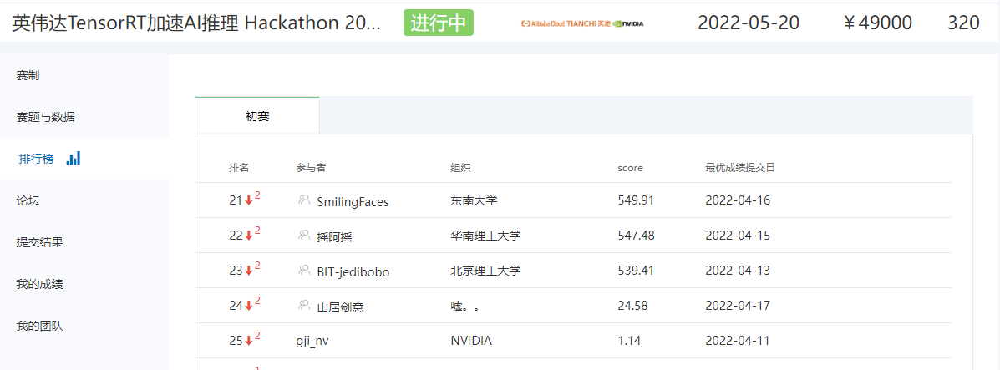 英伟达TensorRT加速AI推理 Hackathon 20... 进行中 Alibaba Cloud TIANCHI 天池 NVIDIA 2022-05-20 ￥49000 320
赛制
赛题与数据
排行榜
论坛
提交结果
我的成绩
我的团队
初赛
排名 参与者 组织 score 最优成绩提交日
21 2 SmilingFaces 东南大学 549.91 2022-04-16
22 2 摇阿摇 华南理工大学 547.48 2022-04-15
23 2 BIT-jedibobo 北京理工大学 539.41 2022-04-13
24 2 山居剑意 嘘。。 24.58 2022-04-17
25 2 gji_nv NVIDIA 1.14 2022-04-11